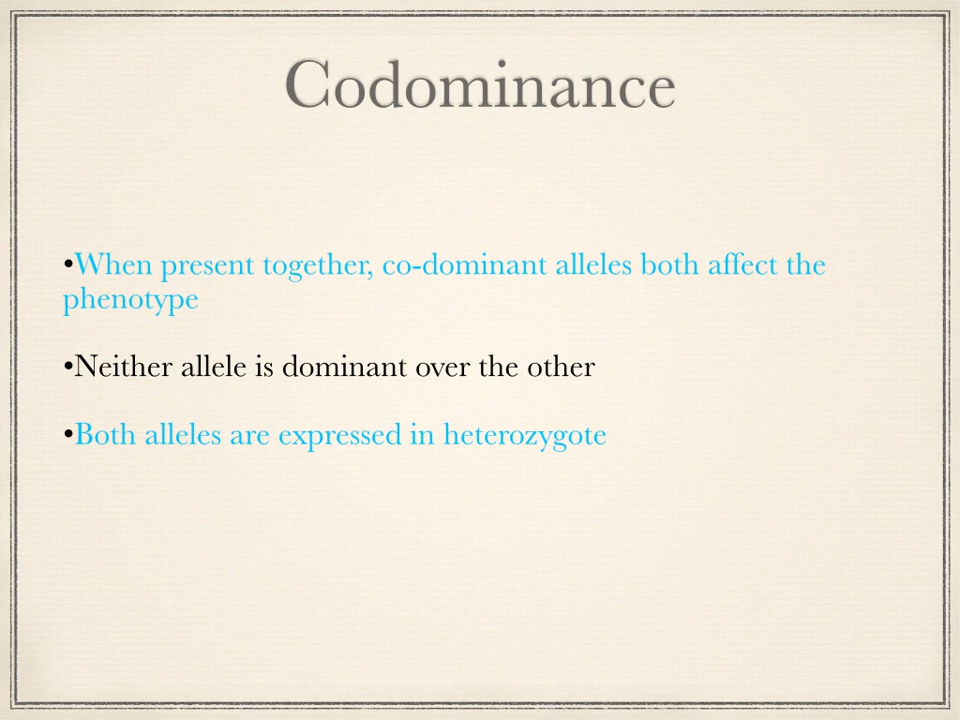 Codominance
•When present together, co-dominant alleles both affect the
phenotype
•Neither allele is dominant over the other
•Both alleles are expressed in heterozygote